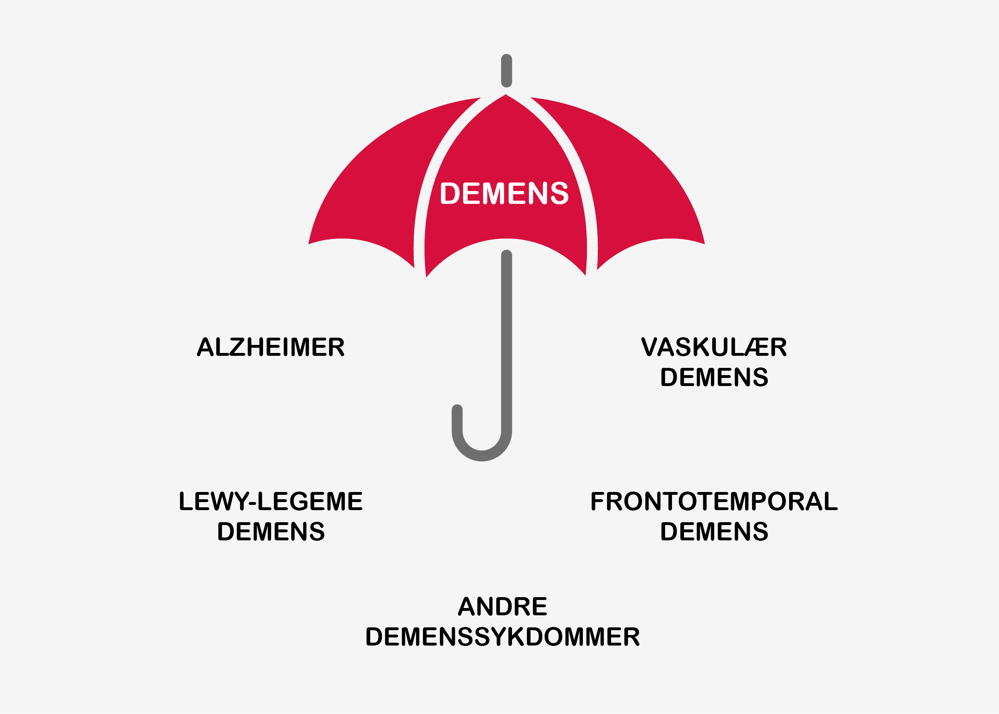 DEMENS
ALZHEIMER
VASKULÆR
DEMENS
LEWY-LEGEME
DEMENS
FRONTOTEMPORAL
DEMENS
ANDRE
DEMENSSYKDOMMER